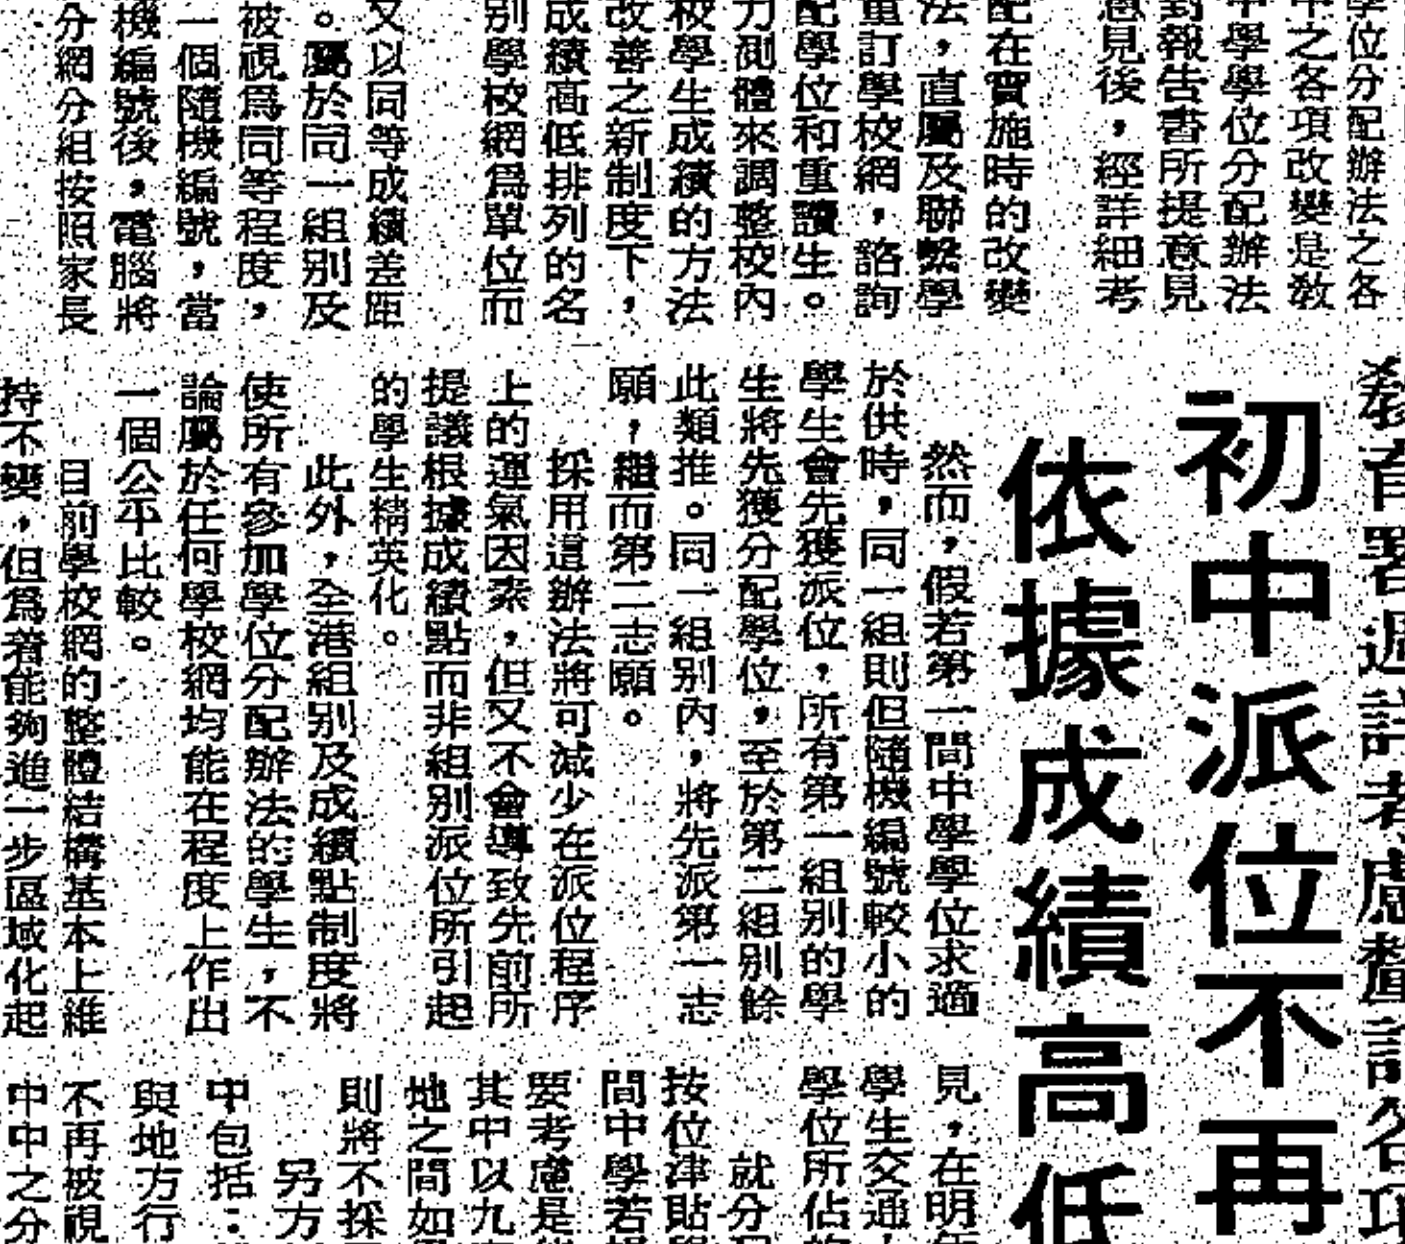 初中派位不再
依據成績高低
學位分配辦法之各
中之各項改變是敎
中學學位分配辦法
對報告書所提意見
意見後，經詳細考
配在實施時的改變
法，直屬及聯繫學
重訂學校網，諮詢
配學位和重讀生。
力測體來調整校內
校學生成績的方法
改善之新制度下，
成績高低排列的名
別學校網爲單位而
又以同等成績差距
。屬於同一組別及
被視爲同等程度，
一個隨機編號，當
機編號後，電腦將
分網分組按照家長
然而，假若第一間中學學位求適
於供時，同一組則但隨機編號較小的
學生會先獲派位，所有第一組別的學
生將先獲分配學位，至於第二組別餘
此類推。同一組別內，將先派第一志
願，繼而第二志願。
採用這辦法將可減少在派位程序
上的運氣因素，但又不會導致先前所
提議根據成績點而非組別派位所引起
的學生精英化。
此外，全港組別及成績點制度將
使所有參加學位分配辦法的學生，不
論屬於任何學校網均能在程度上作出
一個公平比較。
目前學校網的整體結構基本上維
持不變，但爲着能夠進一步區域化起
見，在明
學生交通
學位所佔
就分
按位津貼
間中學若
要考慮是
其中以九
地之間如
則將不採
另方
中包括：
與地方行
不再被視
中中之分